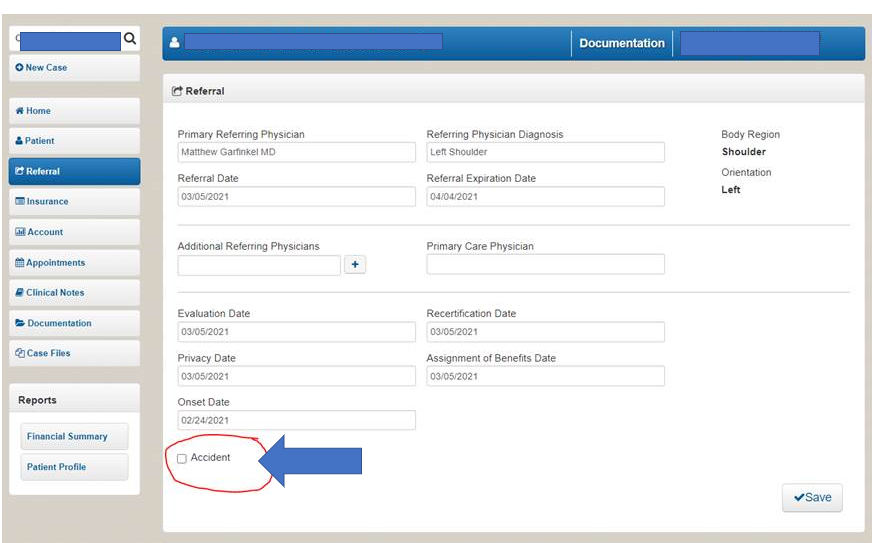 New Case
Home
Patient
Referral
Insurance
Account
Appointments
Clinical Notes
Documentation
Case Files
Reports
Financial Summary
Patient Profile
Documentation
Referral
Primary Referring Physician
Matthew Garfinkel MD
Referring Physician Diagnosis
Left Shoulder
Body Region
Shoulder
Referral Date
03/05/2021
Referral Expiration Date
04/04/2021
Orientation
Left
Additional Referring Physicians
+
Primary Care Physician
Evaluation Date
03/05/2021
Recertification Date
03/05/2021
Privacy Date
03/05/2021
Assignment of Benefits Date
03/05/2021
Onset Date
02/24/2021
Accident
Save